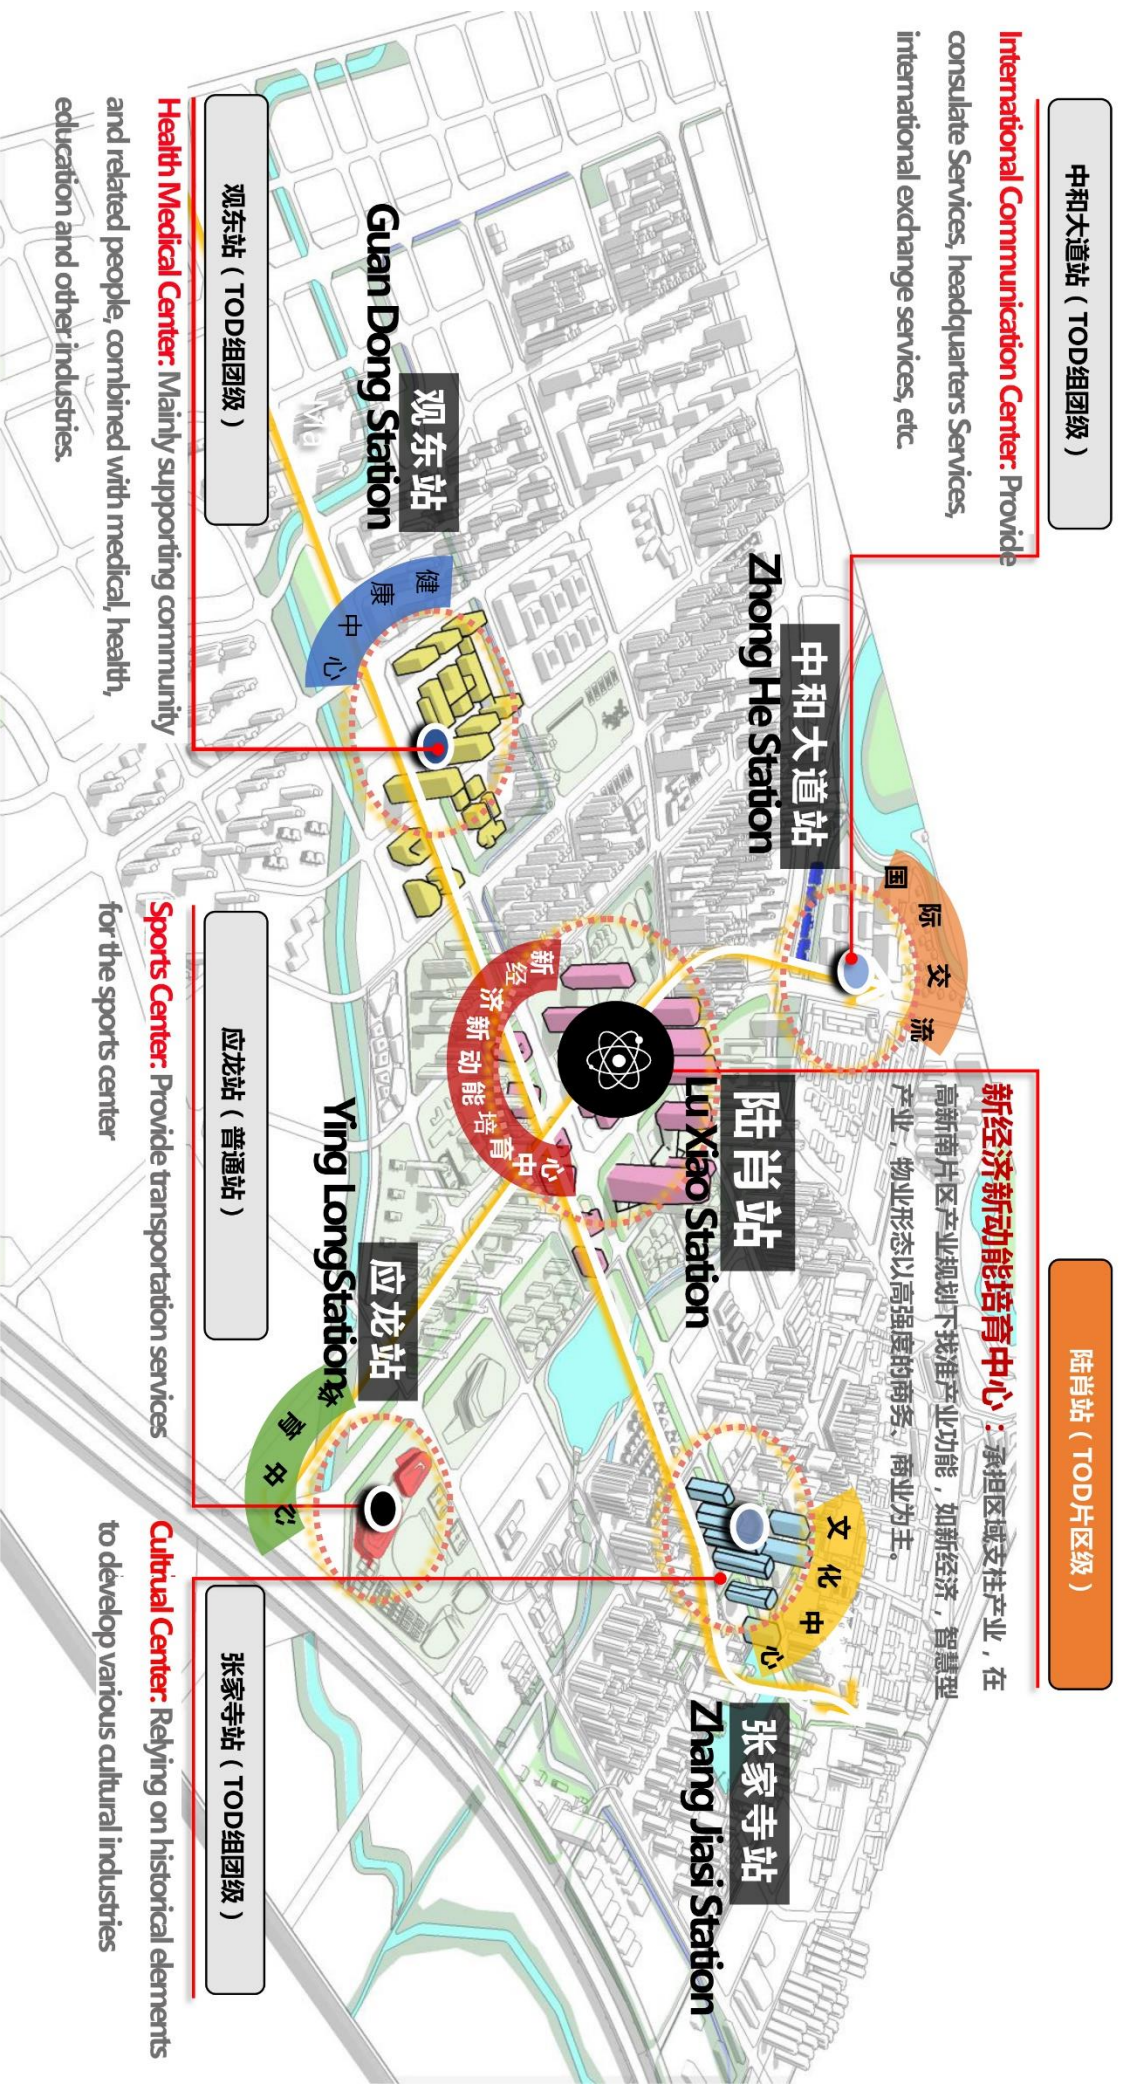 中和大道站（TOD组团级）
International Communication Center: Provide
consulate Services, headquarters Services,
international exchange services, etc.
陆肖站（TOD片区级）
新经济新动能培育中心：承担区域支柱产业，在
高新南片区产业规划下找准产业功能，如新经济，智慧型
产业，物业形态以高强度的商务、商业为主。
国际交流
中和大道站
Zhong He Station
文化中心
张家寺站
Zhang Jiasi Station
陆肖站
Lu Xiao Station
新经济新动能培育中心
观东站
Guan Dong Station
健康中心
Ma
应龙站
Ying LongStation
体育中心
观东站（TOD组团级）
Health Medical Center: Mainly supporting community
and related people, combined with medical, health,
education and other industries.
应龙站（普通站）
Sports Center: Provide transportation services
for the sports center
张家寺站（TOD组团级）
Cultriual Center: Relying on historical elements
to develop various cultural industries